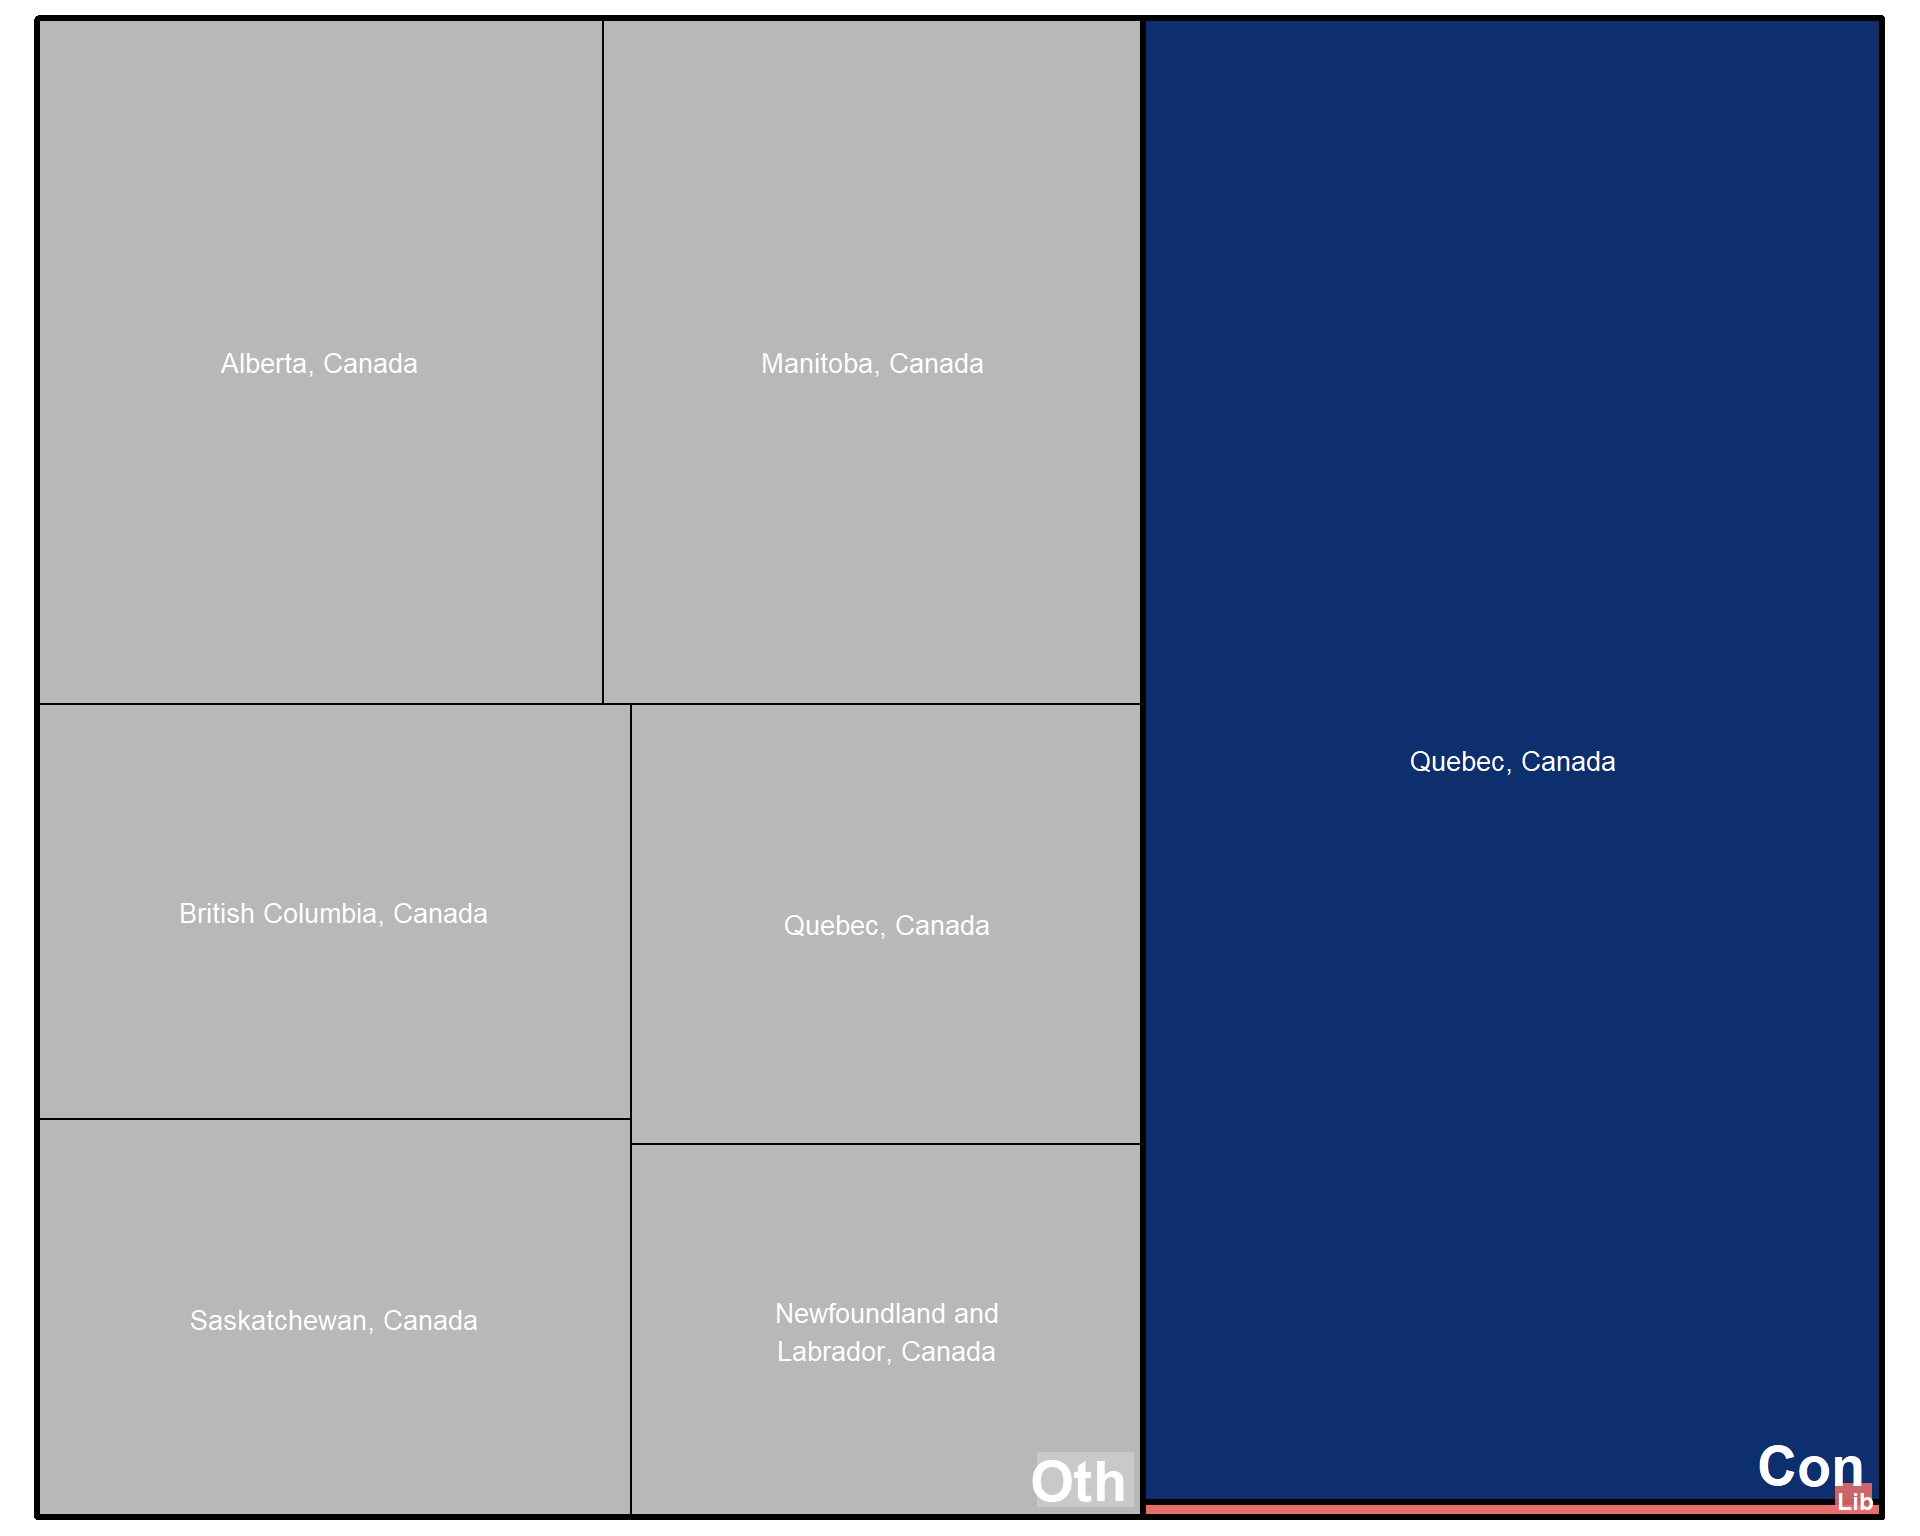 Alberta, Canada
Manitoba, Canada
Quebec, Canada
British Columbia, Canada
Quebec, Canada
Saskatchewan, Canada
Newfoundland and
Labrador, Canada
Oth
Con
Lib